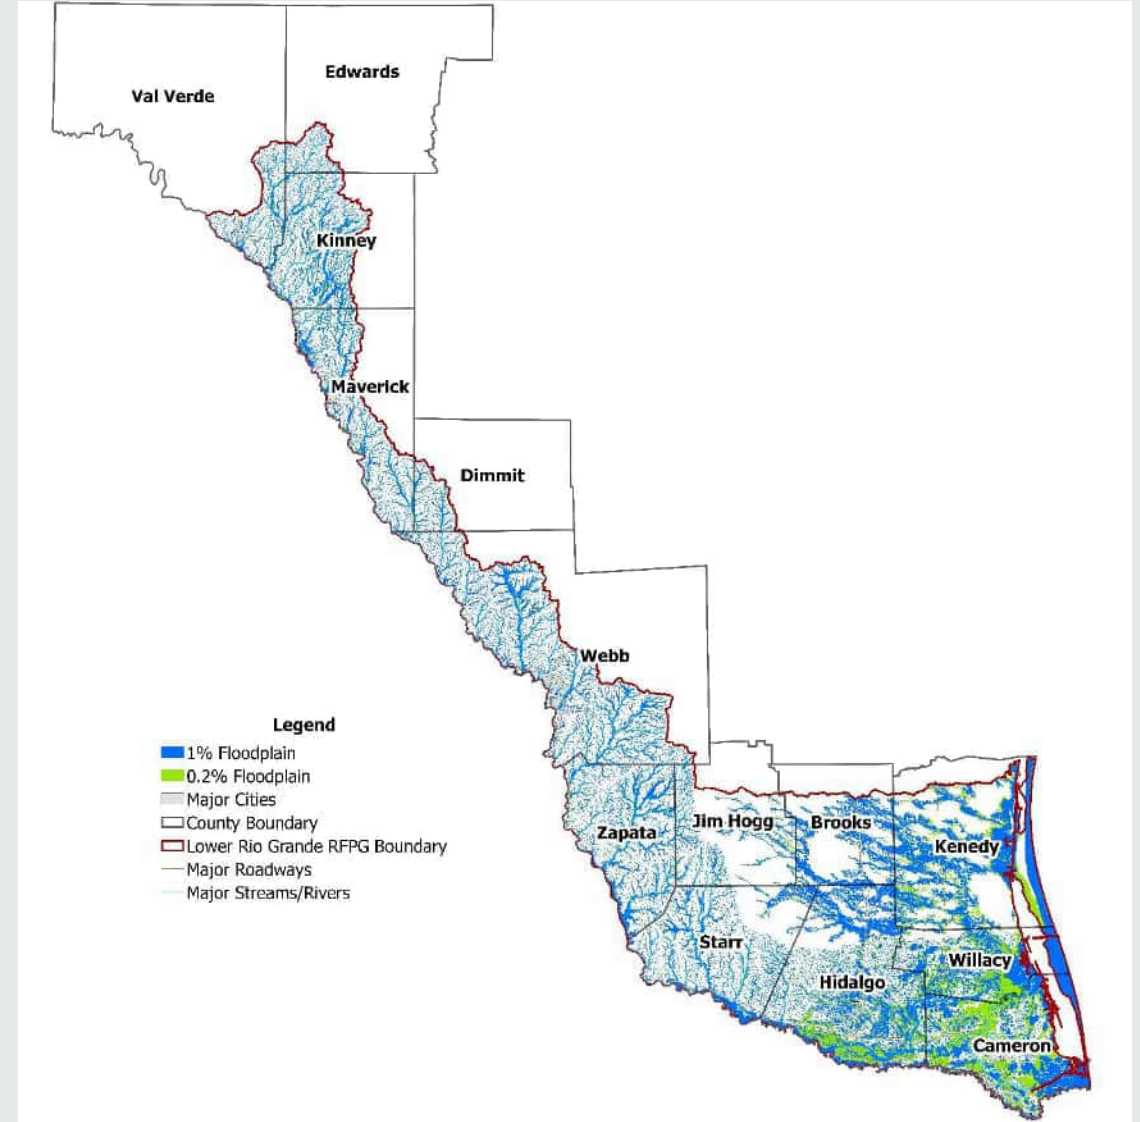 Edwards
Val Verde
Kinney
Maverick
Dimmit
Webb
Legend
1% Floodplain
0.2% Floodplain
Major Cities
County Boundary
Lower Rio Grande RFPG Boundary
Major Roadways
Major Streams/Rivers
Zapata
Jim Hogg
Brooks
Kenedy
Starr
Willacy
Hidalgo
Cameron